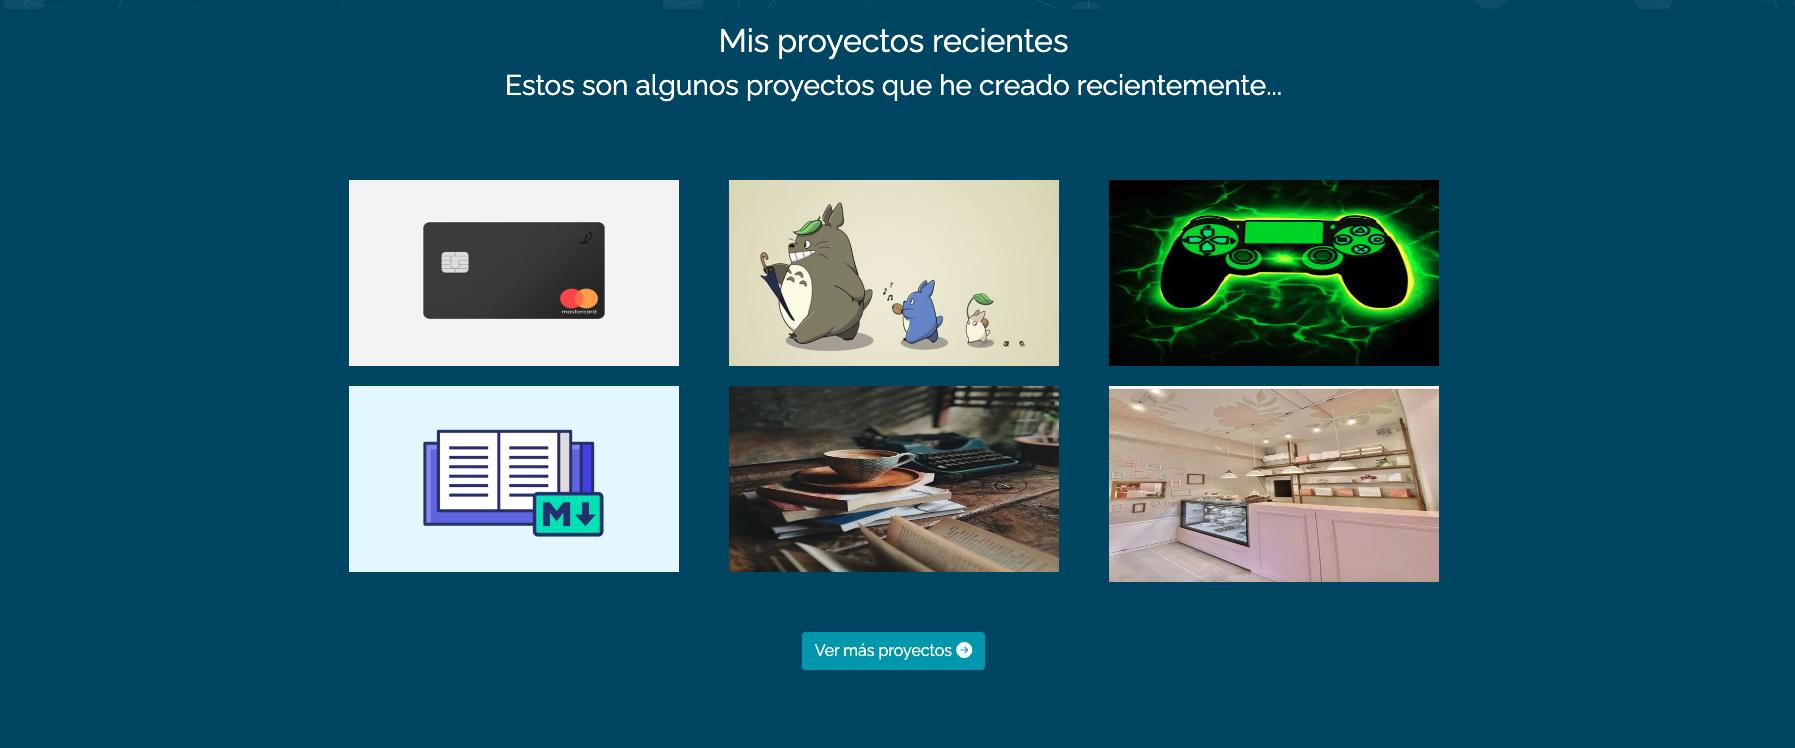 Mis proyectos recientes
Estos son algunos proyectos que he creado recientemente...
mastercard
M
Ver más proyectos